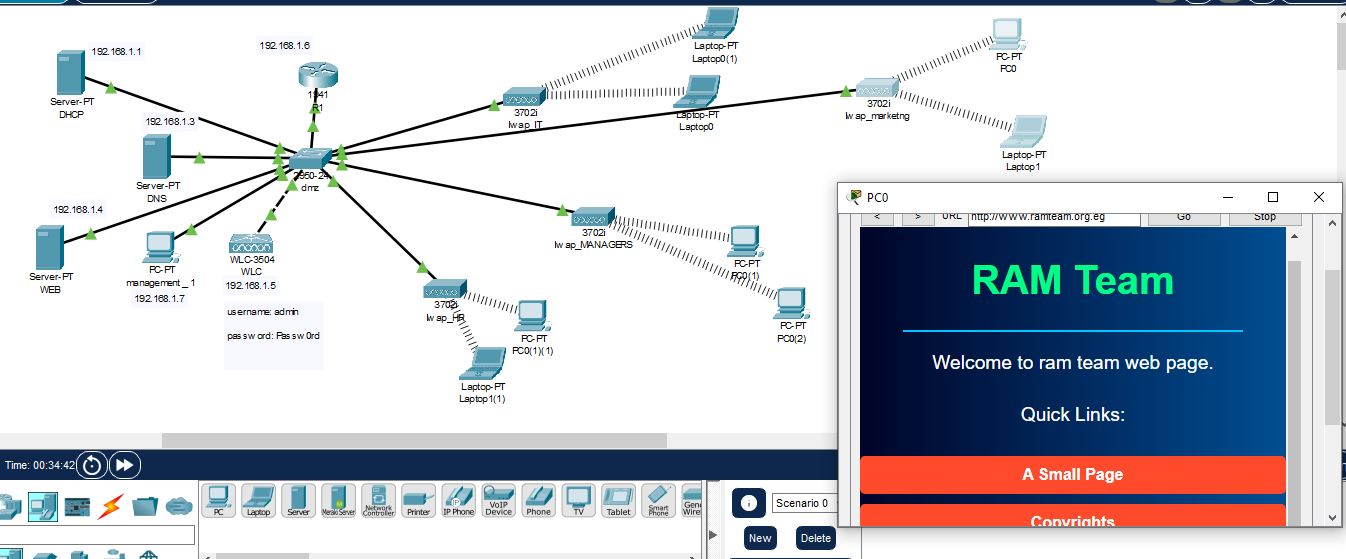 192.168.1.1
Server-PT
DHCP
192.168.1.6
1941
R1
192.168.1.3
Server-PT
DNS
2950-24
dmz
192.168.1.4
Server-PT
WEB
PC-PT
management_1
192.168.1.7
WLC-3504
WLC
192.168.1.5
username: admin
password: Passw0rd
3702i
lwap_IT
Laptop-PT
Laptop0(1)
Laptop-PT
Laptop0
3702i
lwap_marketng
PC-PT
PC0
Laptop-PT
Laptop1
3702i
lwap_MANAGERS
PC-PT
PC0(1)
PC-PT
PC0(2)
3702i
lwap_HR
PC-PT
PC0(1)(1)
Laptop-PT
Laptop1(1)
PC0
< > URL http://www.ramteam.org.eg Go Stop
RAM Team
Welcome to ram team web page.
Quick Links:
A Small Page
Copyrights
Time: 00:34:42
PC
Laptop
Server
Meraki Server
Network Controller
Printer
IP Phone
VoIP Device
Phone
TV
Tablet
Smart Phone
Scenario 0
New Delete